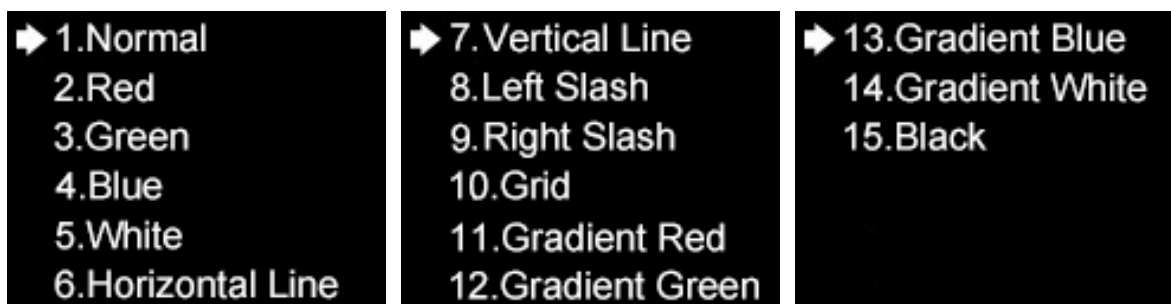 1.Normal
2.Red
3.Green
4.Blue
5.White
6.Horizontal Line
7.Vertical Line
8.Left Slash
9.Right Slash
10.Grid
11.Gradient Red
12.Gradient Green
13.Gradient Blue
14.Gradient White
15.Black